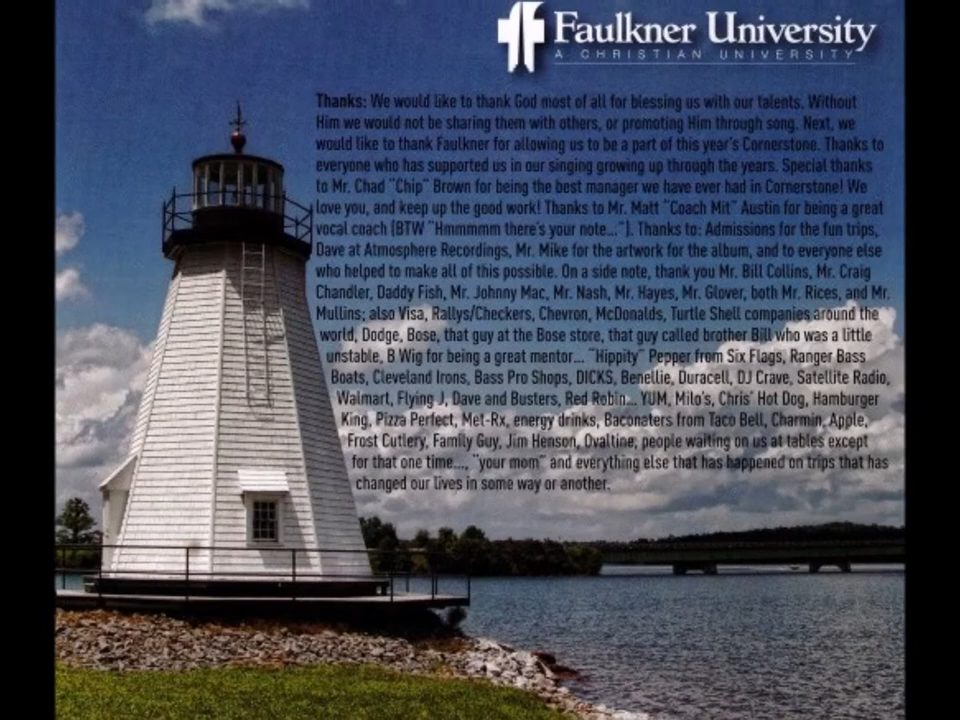 Faulkner University
A CHRISTIAN UNIVERSITY
Thanks: We would like to thank God most of all for blessing us with our talents. Without
Him we would not be sharing them with others, or promoting Him through song. Next, we
would like to thank Faulkner for allowing us to be a part of this year's Cornerstone. Thanks to
everyone who has supported us in our singing growing up through the years. Special thanks
to Mr. Chad "Chip" Brown for being the best manager we have ever had in Cornerstone! We
love you, and keep up the good work! Thanks to Mr. Matt "Coach Mit" Austin for being a great
vocal coach (BTW "Hmmmmm there's your note..."). Thanks to: Admissions for the fun trips,
Dave at Atmosphere Recordings, Mr. Mike for the artwork for the album, and to everyone else
who helped to make all of this possible. On a side note, thank you Mr. Bill Collins, Mr. Craig
Chandler, Daddy Fish, Mr. Johnny Mac, Mr. Nash, Mr. Hayes, Mr. Glover, both Mr. Rices, and Mr.
Mullins; also Visa, Rallys/Checkers, Chevron, McDonalds, Turtle Shell companies around the
world, Dodge, Bose, that guy at the Bose store, that guy called brother Bill who was a little
unstable, B Wig for being a great mentor... "Hippity" Pepper from Six Flags, Ranger Bass
Boats, Cleveland Irons, Bass Pro Shops, DICKS, Benellie, Duracell, DJ Crave, Satellite Radio,
Walmart, Flying J, Dave and Busters, Red Robin... YUM, Milo's, Chris' Hot Dog, Hamburger
King, Pizza Perfect, Met-Rx, energy drinks, Baconaters from Taco Bell, Charmin, Apple,
Frost Cutlery, Family Guy, Jim Henson, Ovaltine, people waiting on us at tables except
for that one time..., "your mom" and everything else that has happened on trips that has
changed our lives in some way or another.